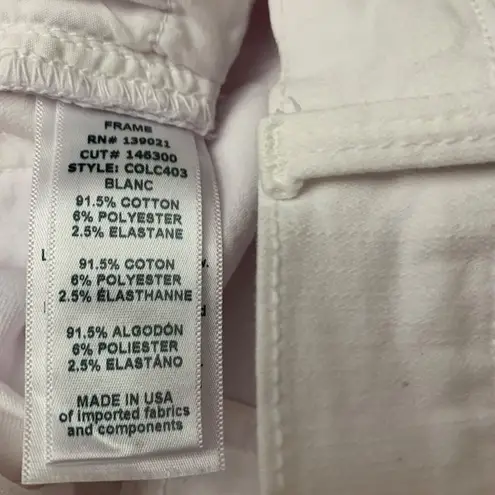 FRAME
RN# 139021
CUT# 146300
STYLE: COLC403
BLANC
91.5% COTTON
6% POLYESTER
2.5% ELASTANE
91.5% COTON
6% POLYESTER
2.5% ÉLASTHANNE
91.5% ALGODÓN
6% POLIESTER
2.5% ELASTÁNO
MADE IN USA
of imported fabrics
and components